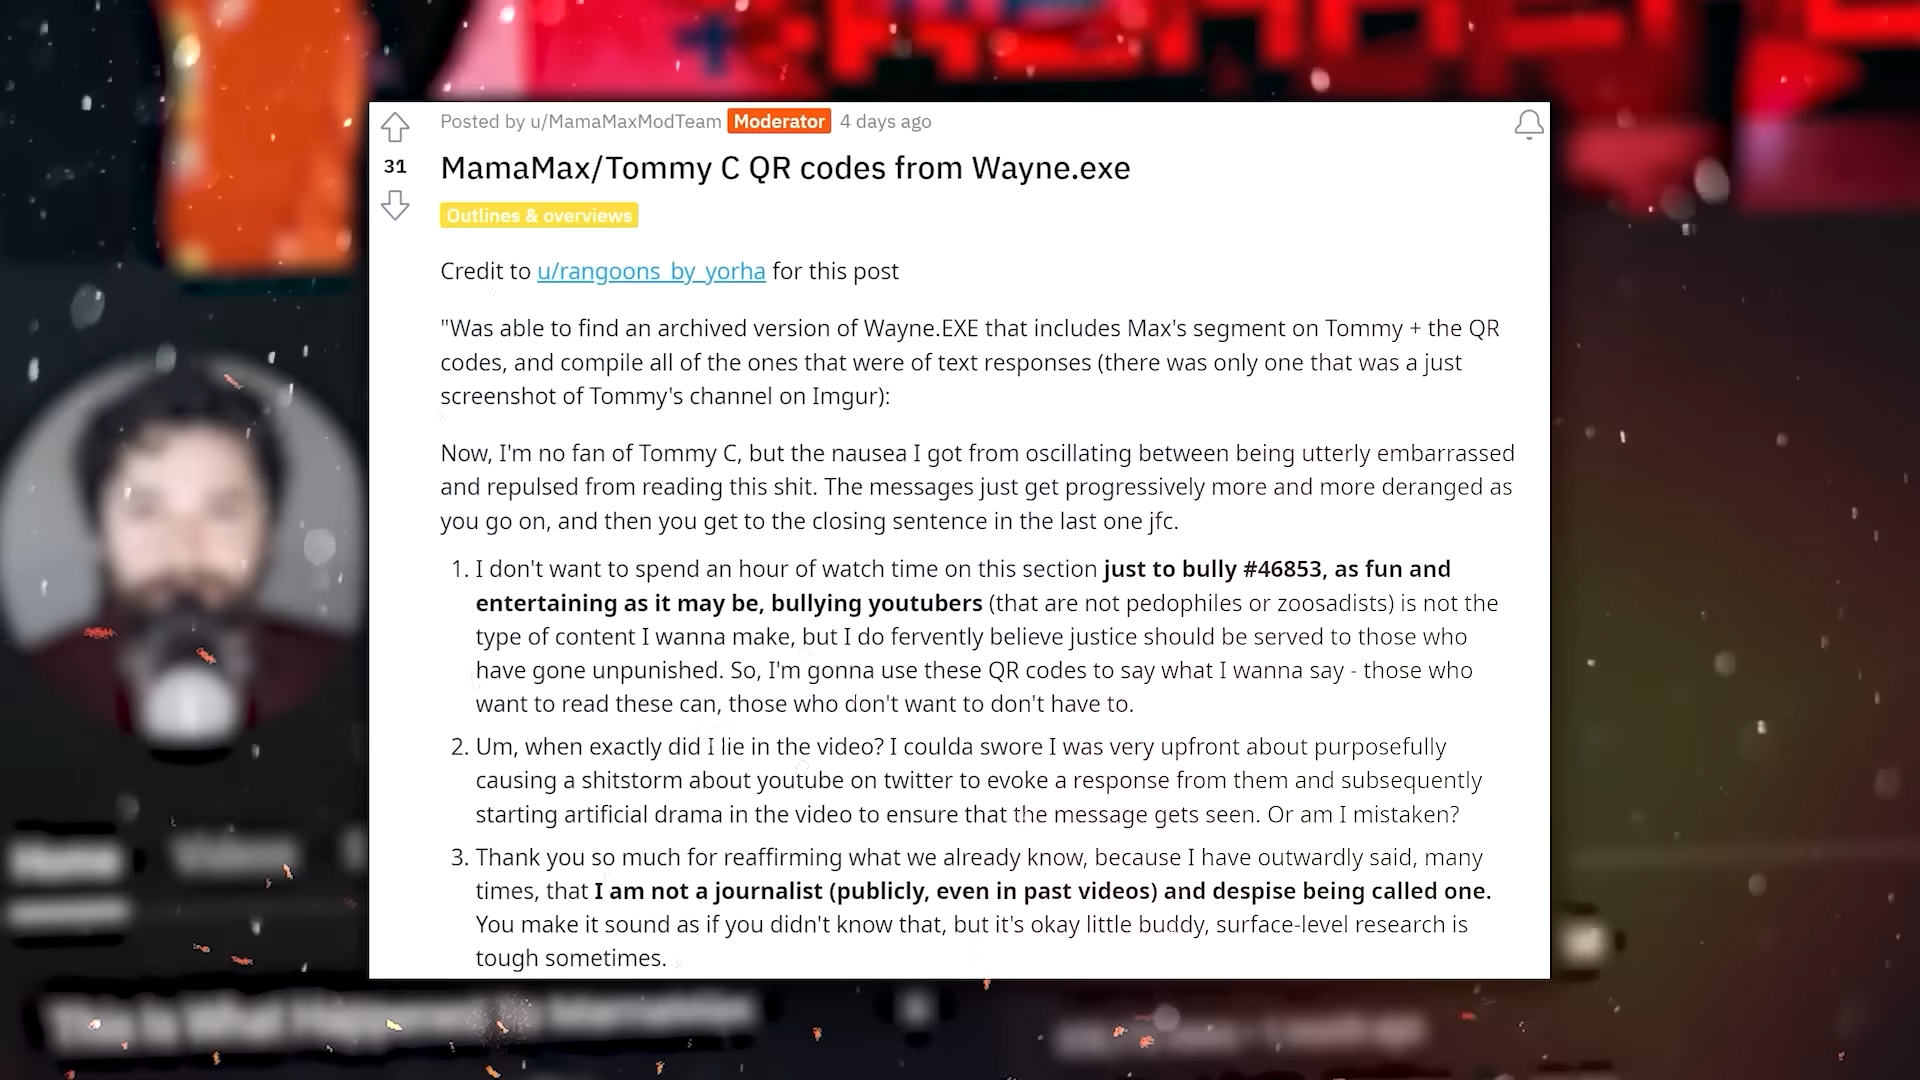 Posted by u/MamaMaxModTeam Moderator 4 days ago
31
MamaMax/Tommy C QR codes from Wayne.exe
Outlines & overviews
Credit to u/rangoons_by_yorha for this post
"Was able to find an archived version of Wayne.EXE that includes Max's segment on Tommy + the QR
codes, and compile all of the ones that were of text responses (there was only one that was a just
screenshot of Tommy's channel on Imgur):
Now, I'm no fan of Tommy C, but the nausea I got from oscillating between being utterly embarrassed
and repulsed from reading this shit. The messages just get progressively more and more deranged as
you go on, and then you get to the closing sentence in the last one jfc.
1. I don't want to spend an hour of watch time on this section just to bully #46853, as fun and
entertaining as it may be, bullying youtubers (that are not pedophiles or zoosadists) is not the
type of content I wanna make, but I do fervently believe justice should be served to those who
have gone unpunished. So, I'm gonna use these QR codes to say what I wanna say - those who
want to read these can, those who don't want to don't have to.
2. Um, when exactly did I lie in the video? I coulda swore I was very upfront about purposefully
causing a shitstorm about youtube on twitter to evoke a response from them and subsequently
starting artificial drama in the video to ensure that the message gets seen. Or am I mistaken?
3. Thank you so much for reaffirming what we already know, because I have outwardly said, many
times, that I am not a journalist (publicly, even in past videos) and despise being called one.
You make it sound as if you didn't know that, but it's okay little buddy, surface-level research is
tough sometimes.
Home
Videos
This Is What Happened to MamaMax